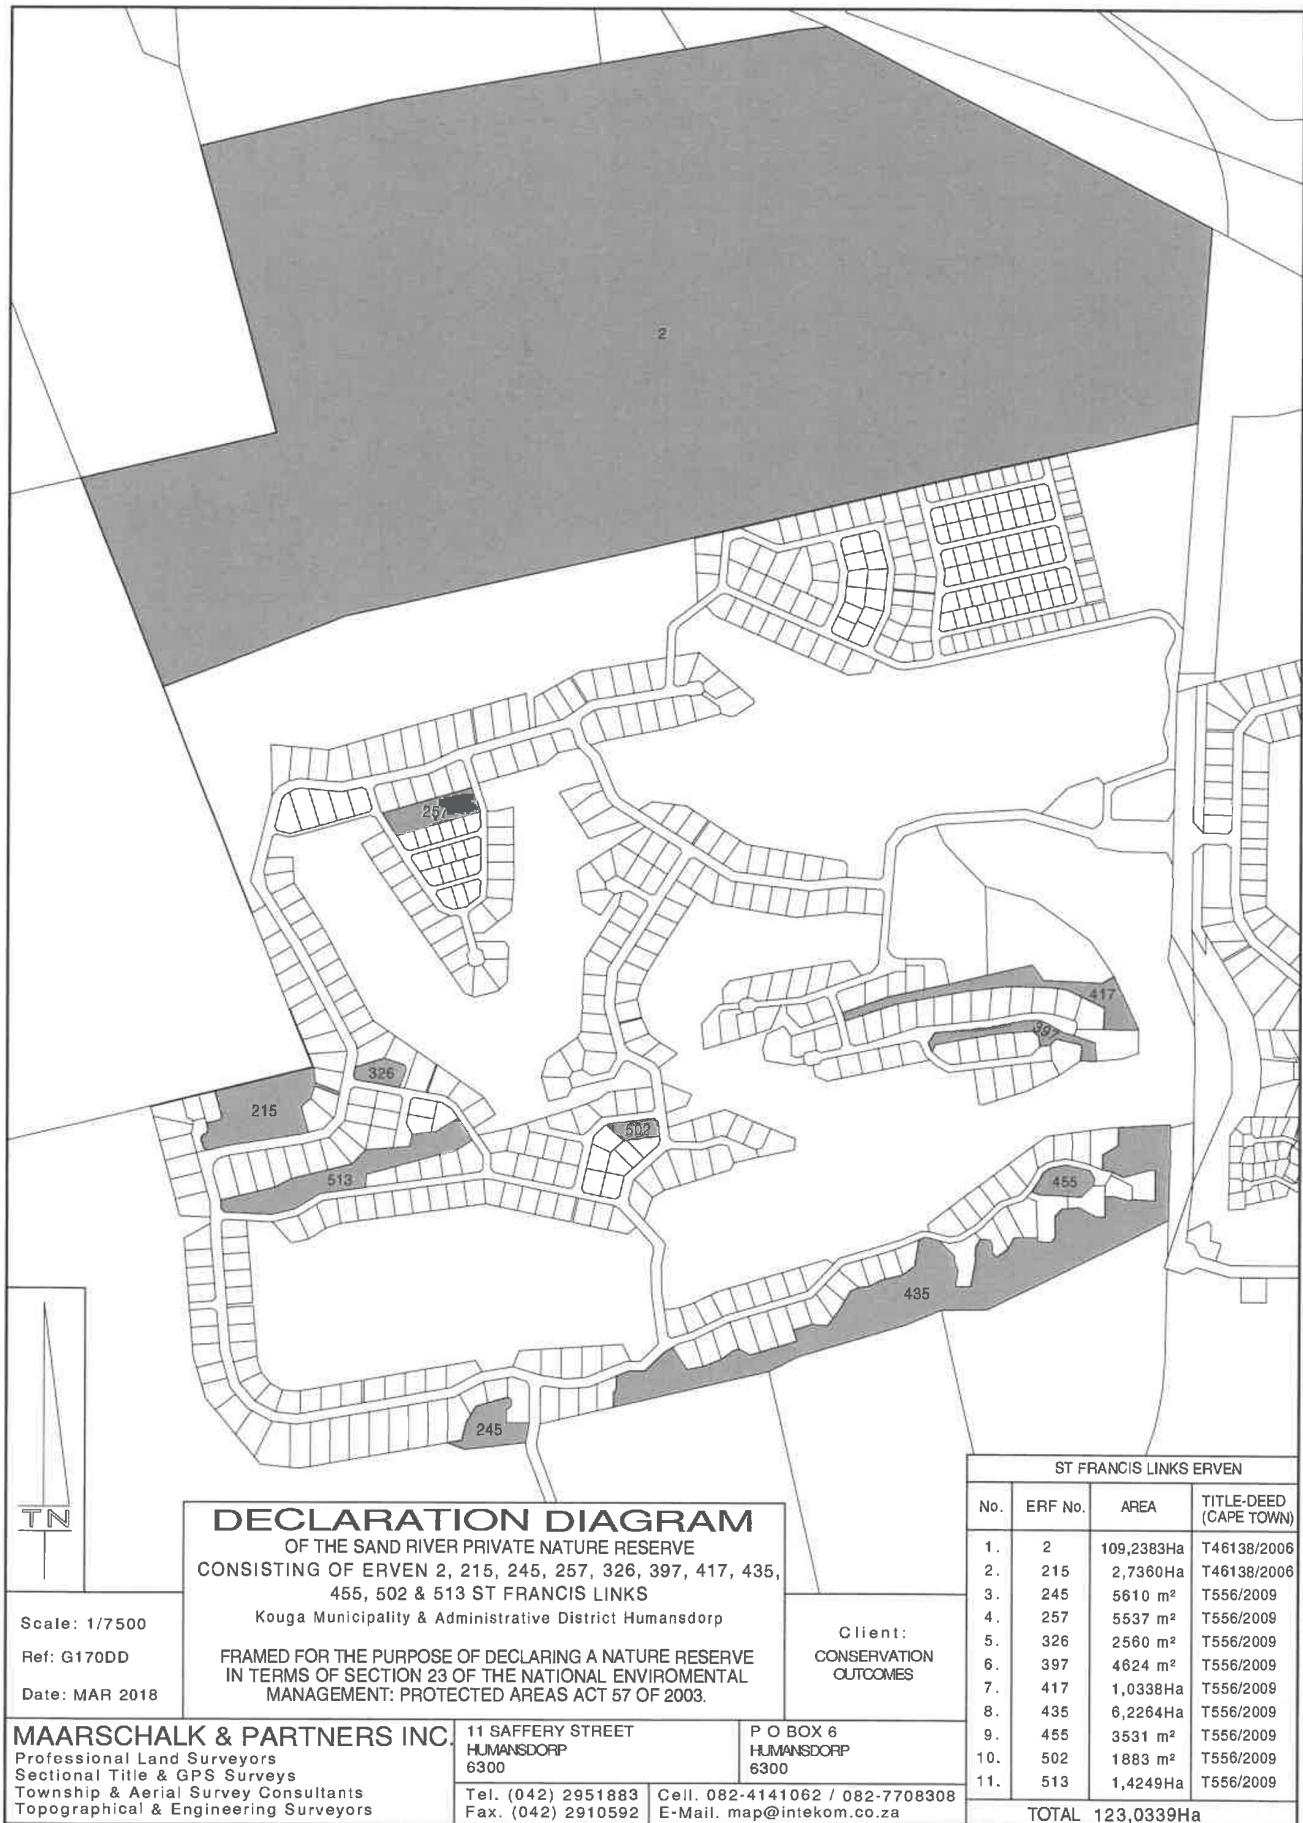 2
257
417
397
326
215
502
513
455
435
245
TN
DECLARATION DIAGRAM
OF THE SAND RIVER PRIVATE NATURE RESERVE
CONSISTING OF ERVEN 2, 215, 245, 257, 326, 397, 417, 435,
455, 502 & 513 ST FRANCIS LINKS
Kouga Municipality & Administrative District Humansdorp
FRAMED FOR THE PURPOSE OF DECLARING A NATURE RESERVE
IN TERMS OF SECTION 23 OF THE NATIONAL ENVIROMENTAL
MANAGEMENT: PROTECTED AREAS ACT 57 OF 2003.
Scale: 1/7500
Ref: G170DD
Date: MAR 2018
Client:
CONSERVATION
OUTCOMES
ST FRANCIS LINKS ERVEN
No. ERF No. AREA TITLE-DEED (CAPE TOWN)
1. 2 109,2383Ha T46138/2006
2. 215 2,7360Ha T46138/2006
3. 245 5610 m² T556/2009
4. 257 5537 m² T556/2009
5. 326 2560 m² T556/2009
6. 397 4624 m² T556/2009
7. 417 1,0338Ha T556/2009
8. 435 6,2264Ha T556/2009
9. 455 3531 m² T556/2009
10. 502 1883 m² T556/2009
11. 513 1,4249Ha T556/2009
TOTAL 123,0339Ha
MAARSCHALK & PARTNERS INC.
Professional Land Surveyors
Sectional Title & GPS Surveys
Township & Aerial Survey Consultants
Topographical & Engineering Surveyors
11 SAFFERY STREET
HUMANSDORP
6300
P O BOX 6
HUMANSDORP
6300
Tel. (042) 2951883
Fax. (042) 2910592
Cell. 082-4141062 / 082-7708308
E-Mail. map@intekom.co.za